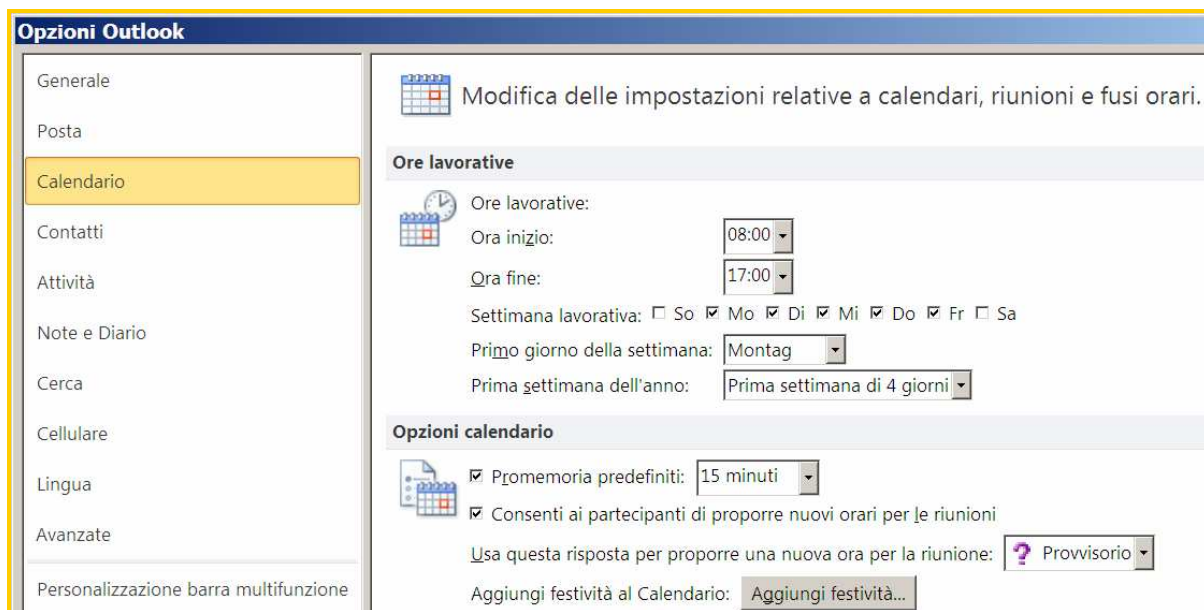 Opzioni Outlook
Generale
Posta
Calendario
Contatti
Attività
Note e Diario
Cerca
Cellulare
Lingua
Avanzate
Personalizzazione barra multifunzione
Modifica delle impostazioni relative a calendari, riunioni e fusi orari.
Ore lavorative
Ore lavorative:
Ora inizio: 08:00
Ora fine: 17:00
Settimana lavorativa: So Mo Di Mi Do Fr Sa
Primo giorno della settimana: Montag
Prima settimana dell'anno: Prima settimana di 4 giorni
Opzioni calendario
Promemoria predefiniti: 15 minuti
Consenti ai partecipanti di proporre nuovi orari per le riunioni
Usa questa risposta per proporre una nuova ora per la riunione: ? Provvisorio
Aggiungi festività al Calendario: Aggiungi festività...